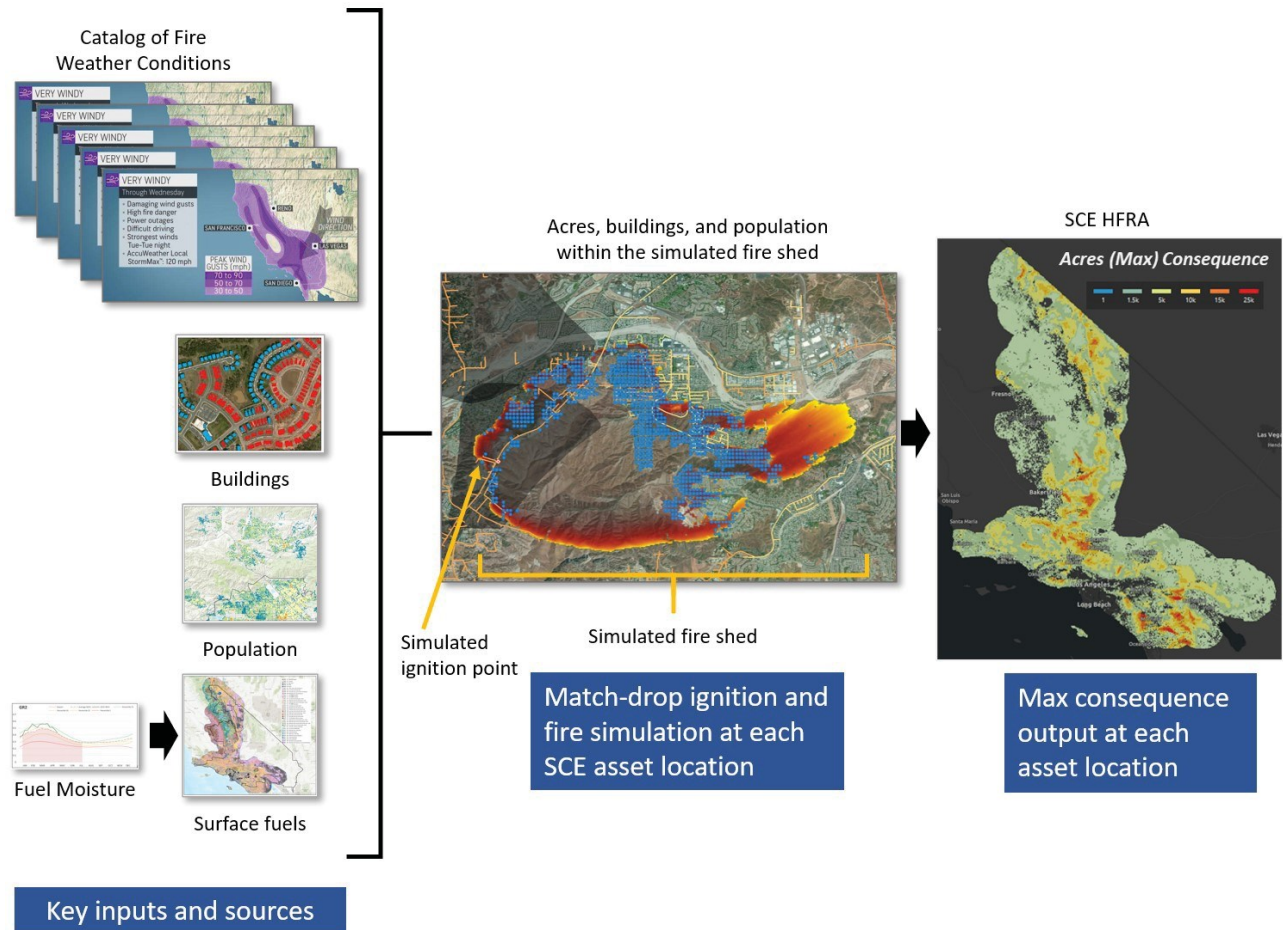 Catalog of Fire
Weather Conditions
VERY WINDY
VERY WINDY
VERY WINDY
VERY WINDY
VERY WINDY
Through Wednesday
- Damaging wind gusts
- High fire danger
- Power outages
- Difficult driving
- Strongest winds
Tue-Tue night
- AccuWeather Local
StormMax™: 120 mph
RENO
SAN FRANCISCO
WIND
DIRECTION
LAS VEGAS
SAN DIEGO
PEAK WIND
GUSTS (mph)
70 to 90
50 to 70
30 to 50
Buildings
Population
Fuel Moisture
Surface fuels
Key inputs and sources
Acres, buildings, and population
within the simulated fire shed
Simulated
ignition point
Simulated fire shed
Match-drop ignition and
fire simulation at each
SCE asset location
SCE HFRA
Acres (Max) Consequence
1 1.5k 5k 10k 15k 25k
Fresno
Las Vega
San Luis
Obispo
Bakersfield
Santa Maria
Los Angeles
Long Beach
Max consequence
output at each
asset location